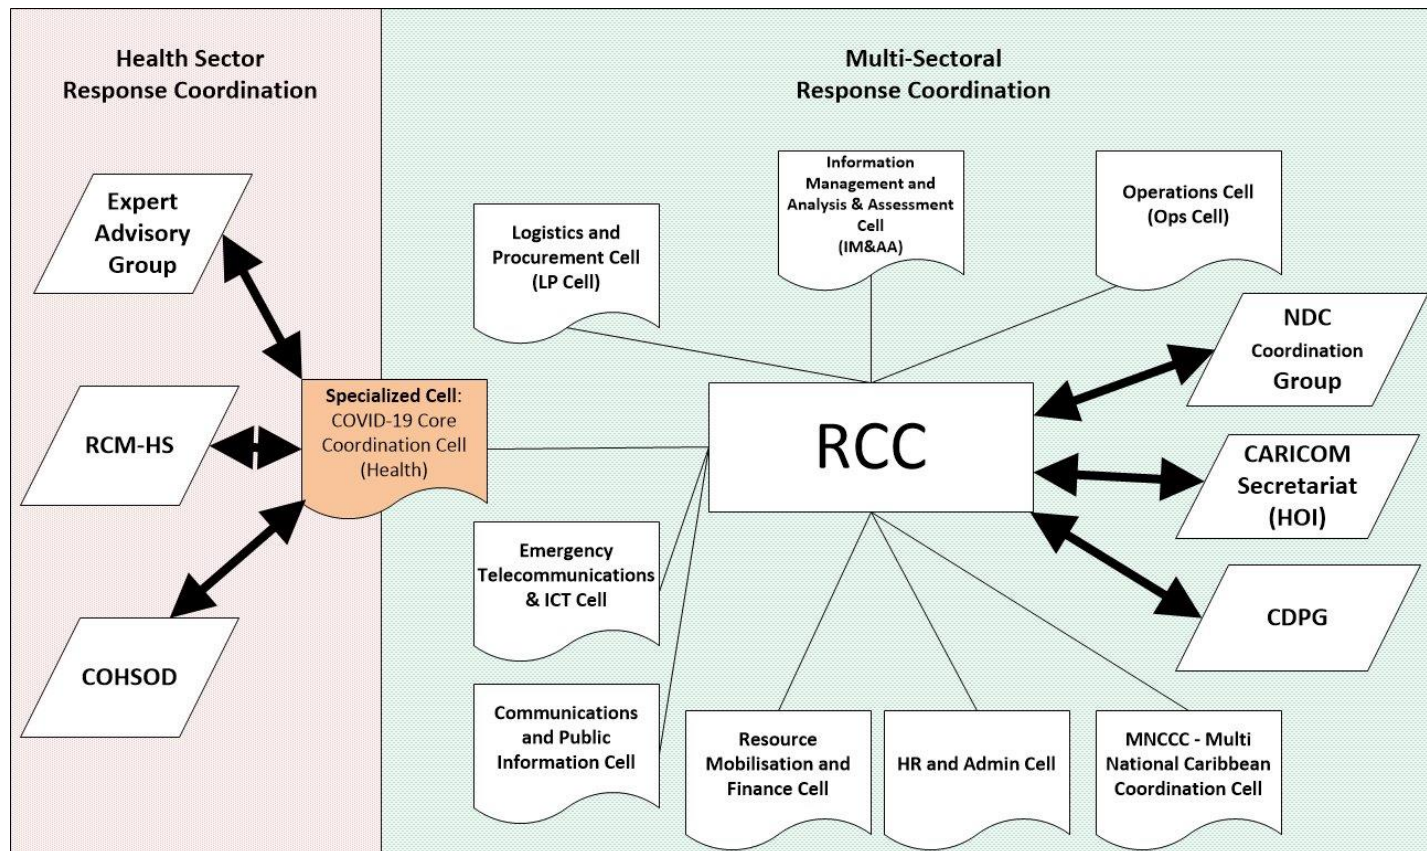 Health Sector
Response Coordination
Multi-Sectoral
Response Coordination
Expert
Advisory
Group
RCM-HS
COHSOD
Specialized Cell:
COVID-19 Core
Coordination Cell
(Health)
Logistics and
Procurement Cell
(LP Cell)
Information
Management and
Analysis & Assessment
Cell
(IM&AA)
Operations Cell
(Ops Cell)
RCC
NDC
Coordination
Group
CARICOM
Secretariat
(HOI)
CDPG
Emergency
Telecommunications
& ICT Cell
Communications
and Public
Information Cell
Resource
Mobilisation and
Finance Cell
HR and Admin Cell
MNCCC - Multi
National Caribbean
Coordination Cell